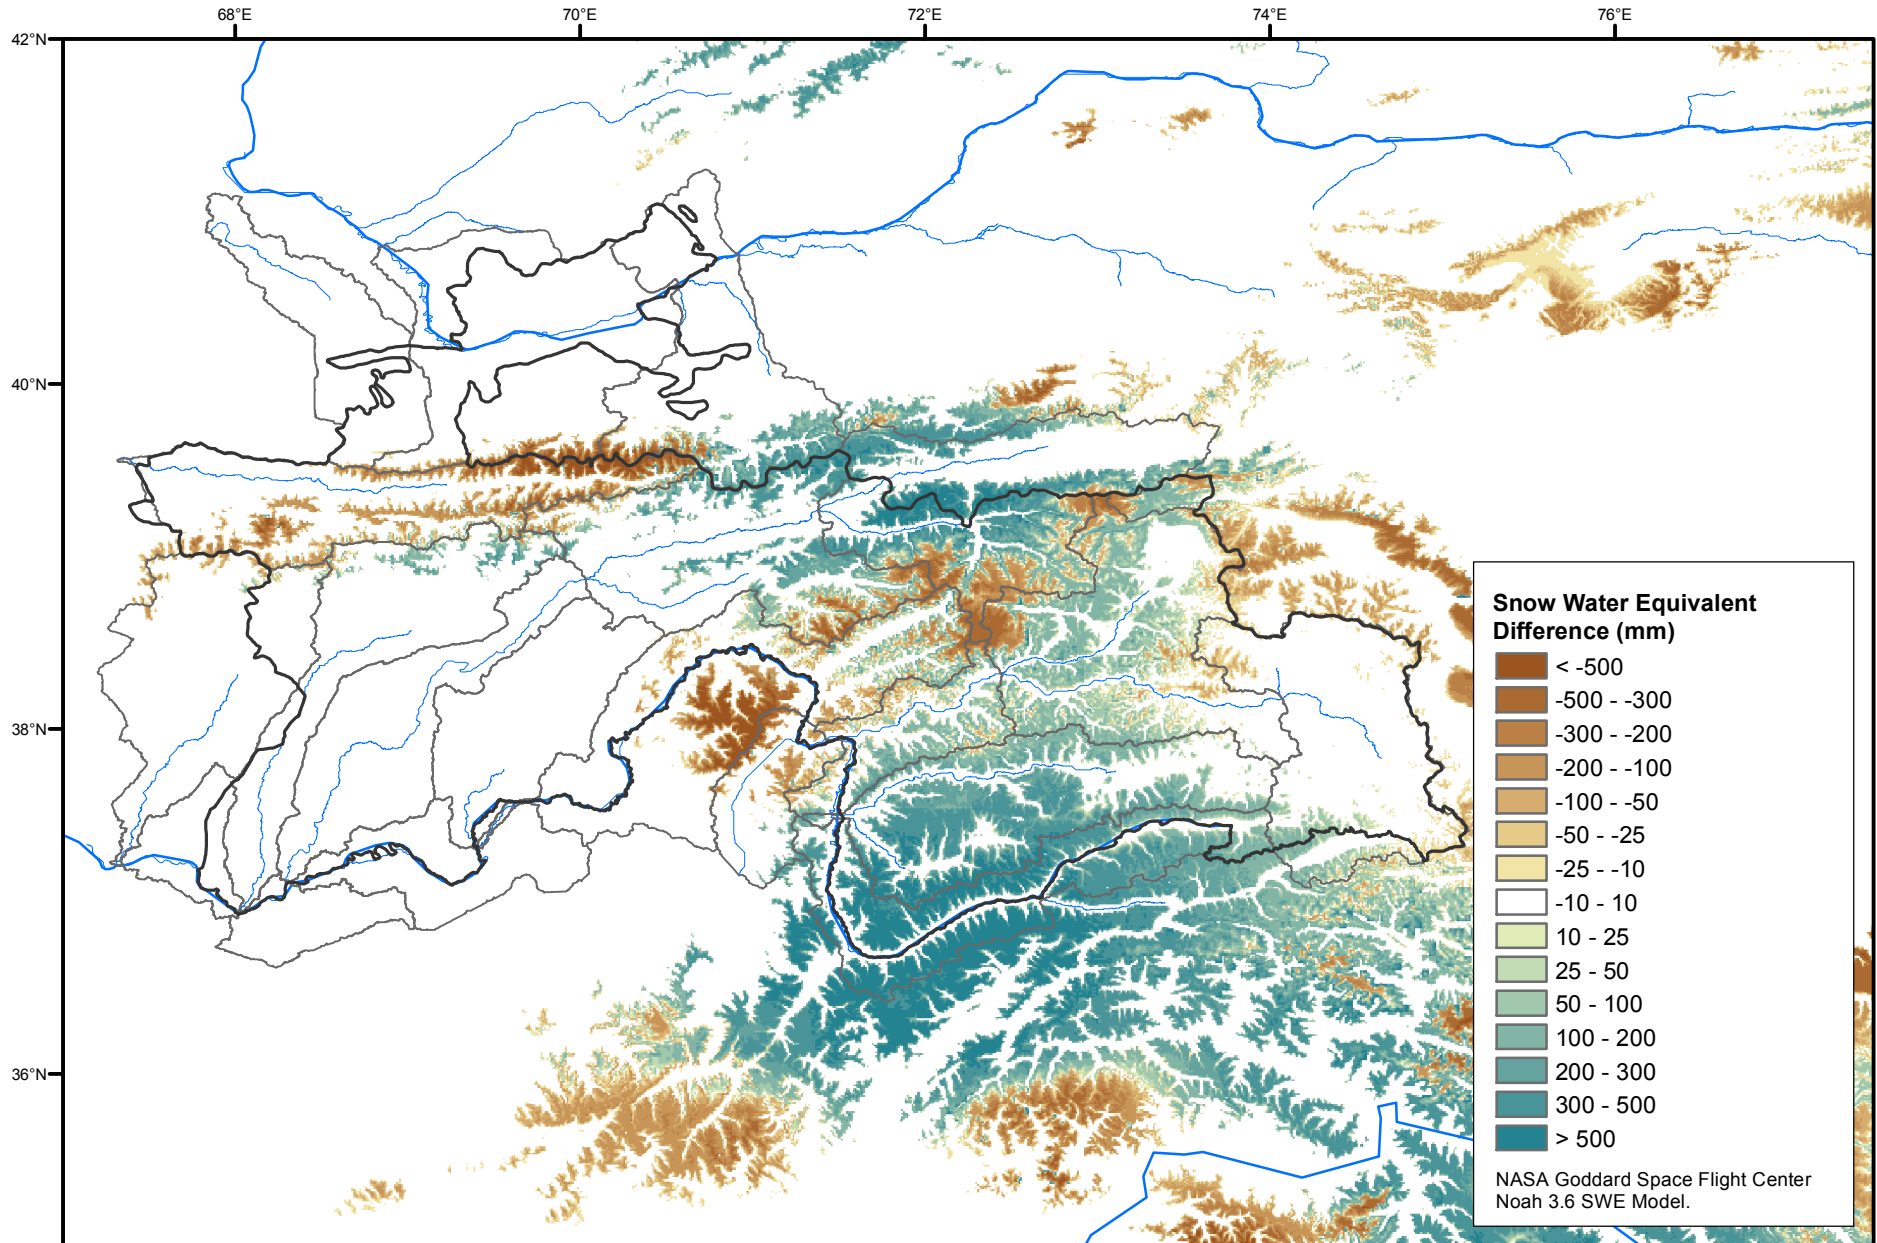 68°E 70°E 72°E 74°E 76°E
42°N
40°N
38°N
36°N
Snow Water Equivalent
Difference (mm)
< -500
-500 - -300
-300 - -200
-200 - -100
-100 - -50
-50 - -25
-25 - -10
-10 - 10
10 - 25
25 - 50
50 - 100
100 - 200
200 - 300
300 - 500
> 500
NASA Goddard Space Flight Center
Noah 3.6 SWE Model.